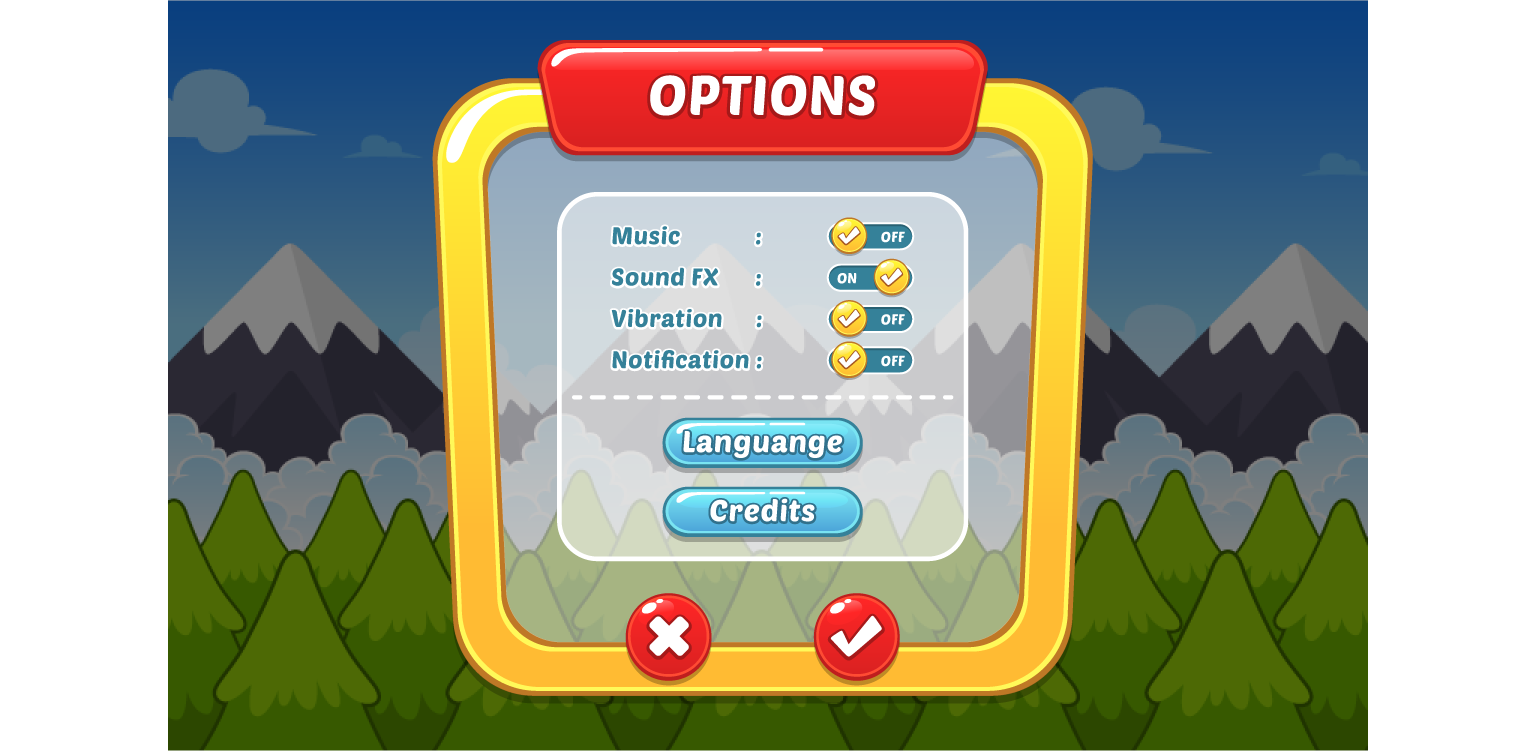 OPTIONS
Music : OFF
Sound FX : ON
Vibration : OFF
Notification : OFF
Languange
Credits